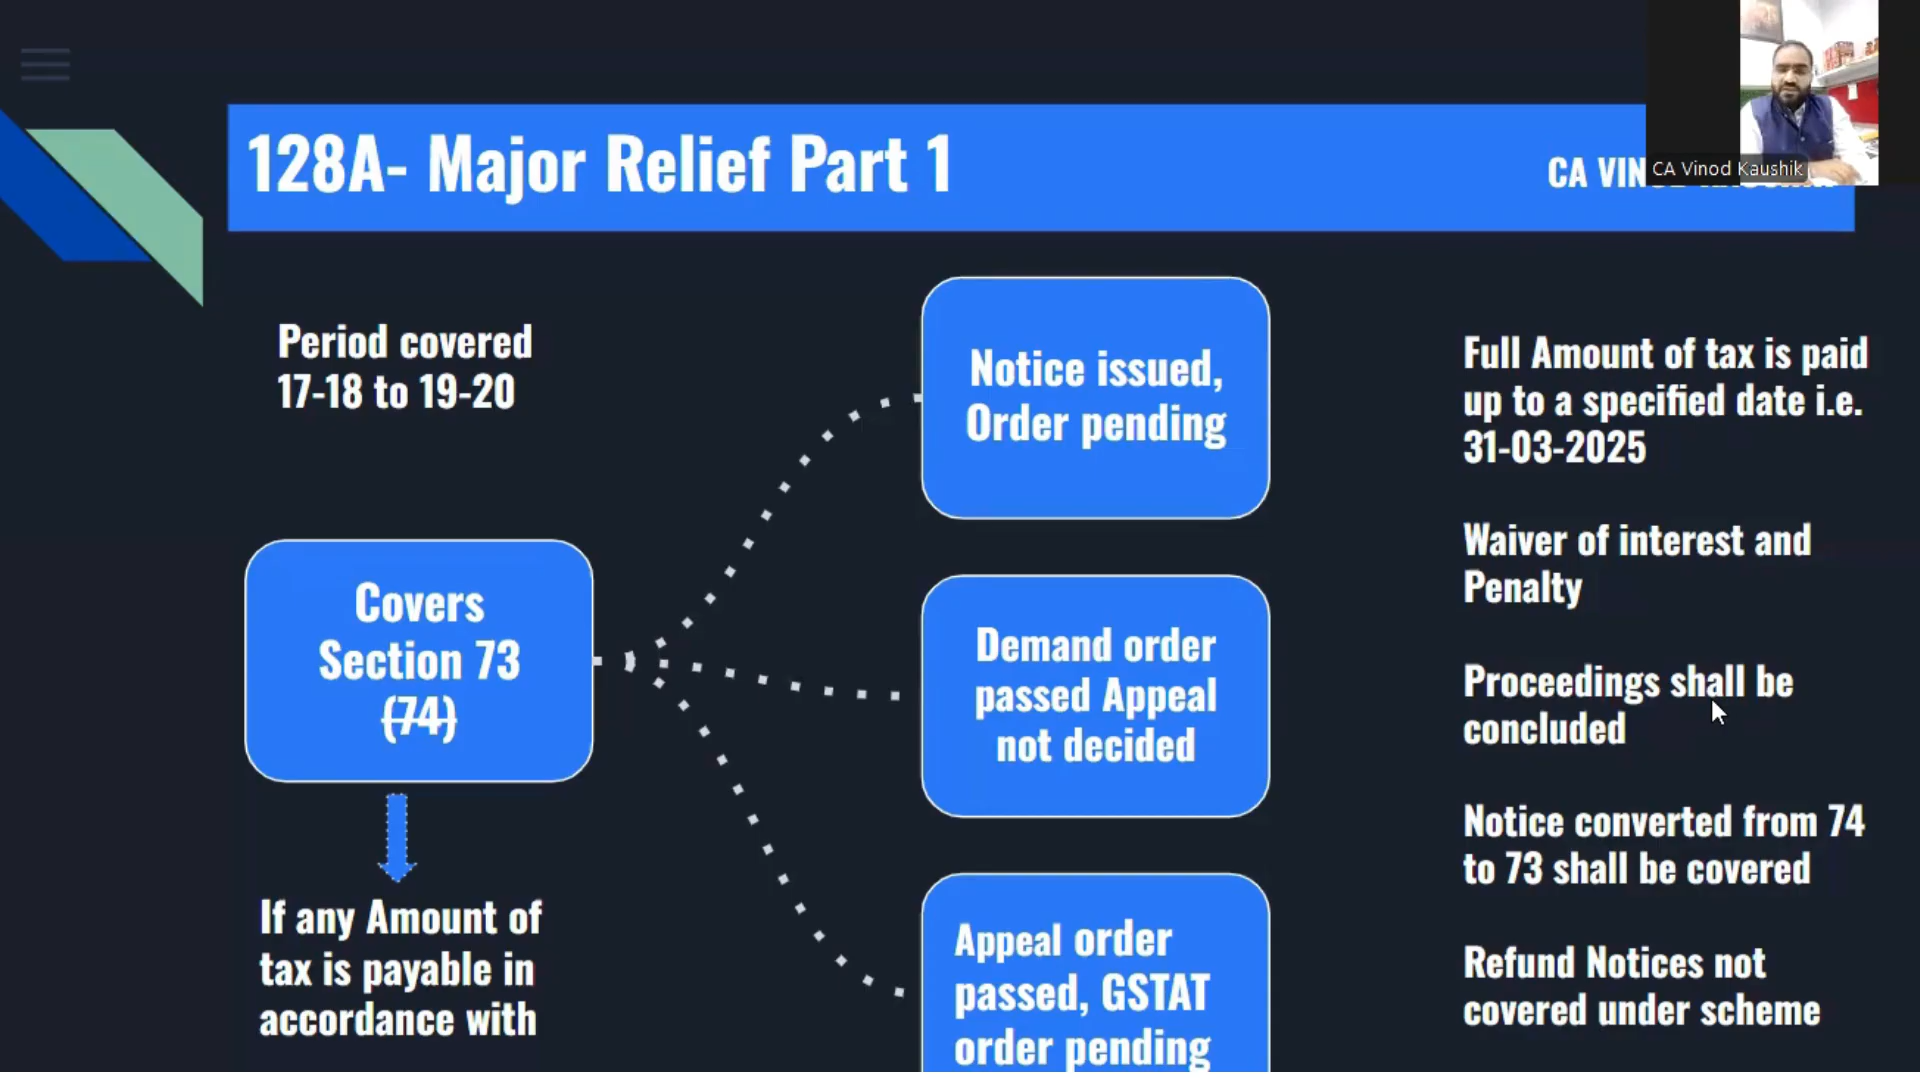 128A- Major Relief Part 1
CA VIN
CA Vinod Kaushik
Period covered
17-18 to 19-20
Covers
Section 73
(74)
If any Amount of
tax is payable in
accordance with
Notice issued,
Order pending
Demand order
passed Appeal
not decided
Appeal order
passed, GSTAT
order pending
Full Amount of tax is paid
up to a specified date i.e.
31-03-2025
Waiver of interest and
Penalty
Proceedings shall be
concluded
Notice converted from 74
to 73 shall be covered
Refund Notices not
covered under scheme